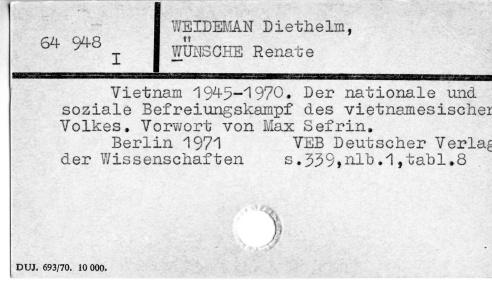 WEIDEMAN Diethelm,
64 948
I
WÜNSCHE Renate
Vietnam 1945-1970. Der nationale und
soziale Befreiungskampf des vietnamesischen
Volkes. Vorwort von Max Sefrin.
Berlin 1971 VEB Deutscher Verlag
der Wissenschaften s.339,nlb.1,tabl.8
DUJ. 693/70. 10 000.